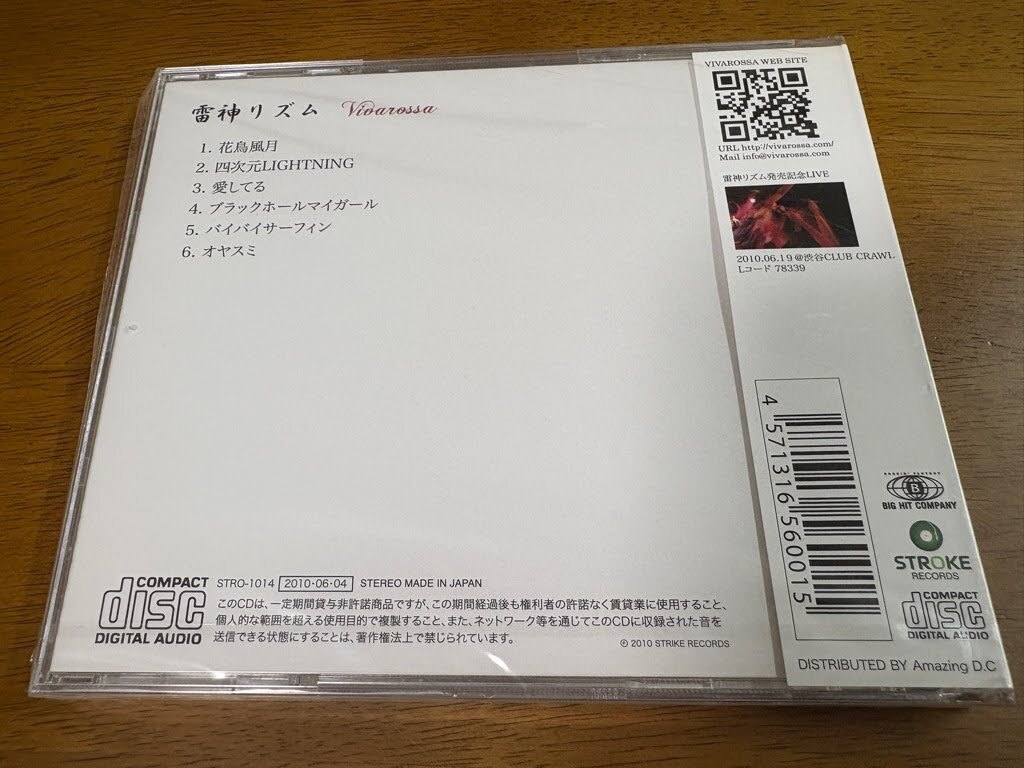 雷神リズム Vivarossa
1. 花鳥風月
2. 四次元LIGHTNING
3. 愛してる
4. ブラックホールマイガール
5. バイバイサーフィン
6. オヤスミ
COMPACT
disc
DIGITAL AUDIO
STRO-1014 2010・06・04 STEREO MADE IN JAPAN
このCDは、一定期間貸与非許諾商品ですが、この期間経過後も権利者の許諾なく賃貸業に使用すること、
個人的な範囲を超える使用目的で複製すること、また、ネットワーク等を通じてこのCDに収録された音を
送信できる状態にすることは、著作権法上で禁じられています。
℗ 2010 STRIKE RECORDS
VIVAROSSA WEB SITE
URL http://vivarossa.com/
Mail info@vivarossa.com
雷神リズム発売記念LIVE
2010.06.19@渋谷CLUB CRAWL
Lコード 78339
4 571316 560015
ROCKIN' FACTORY
B
BIG HIT COMPANY
STROKE
RECORDS
COMPACT
disc
DIGITAL AUDIO
DISTRIBUTED BY Amazing D.C